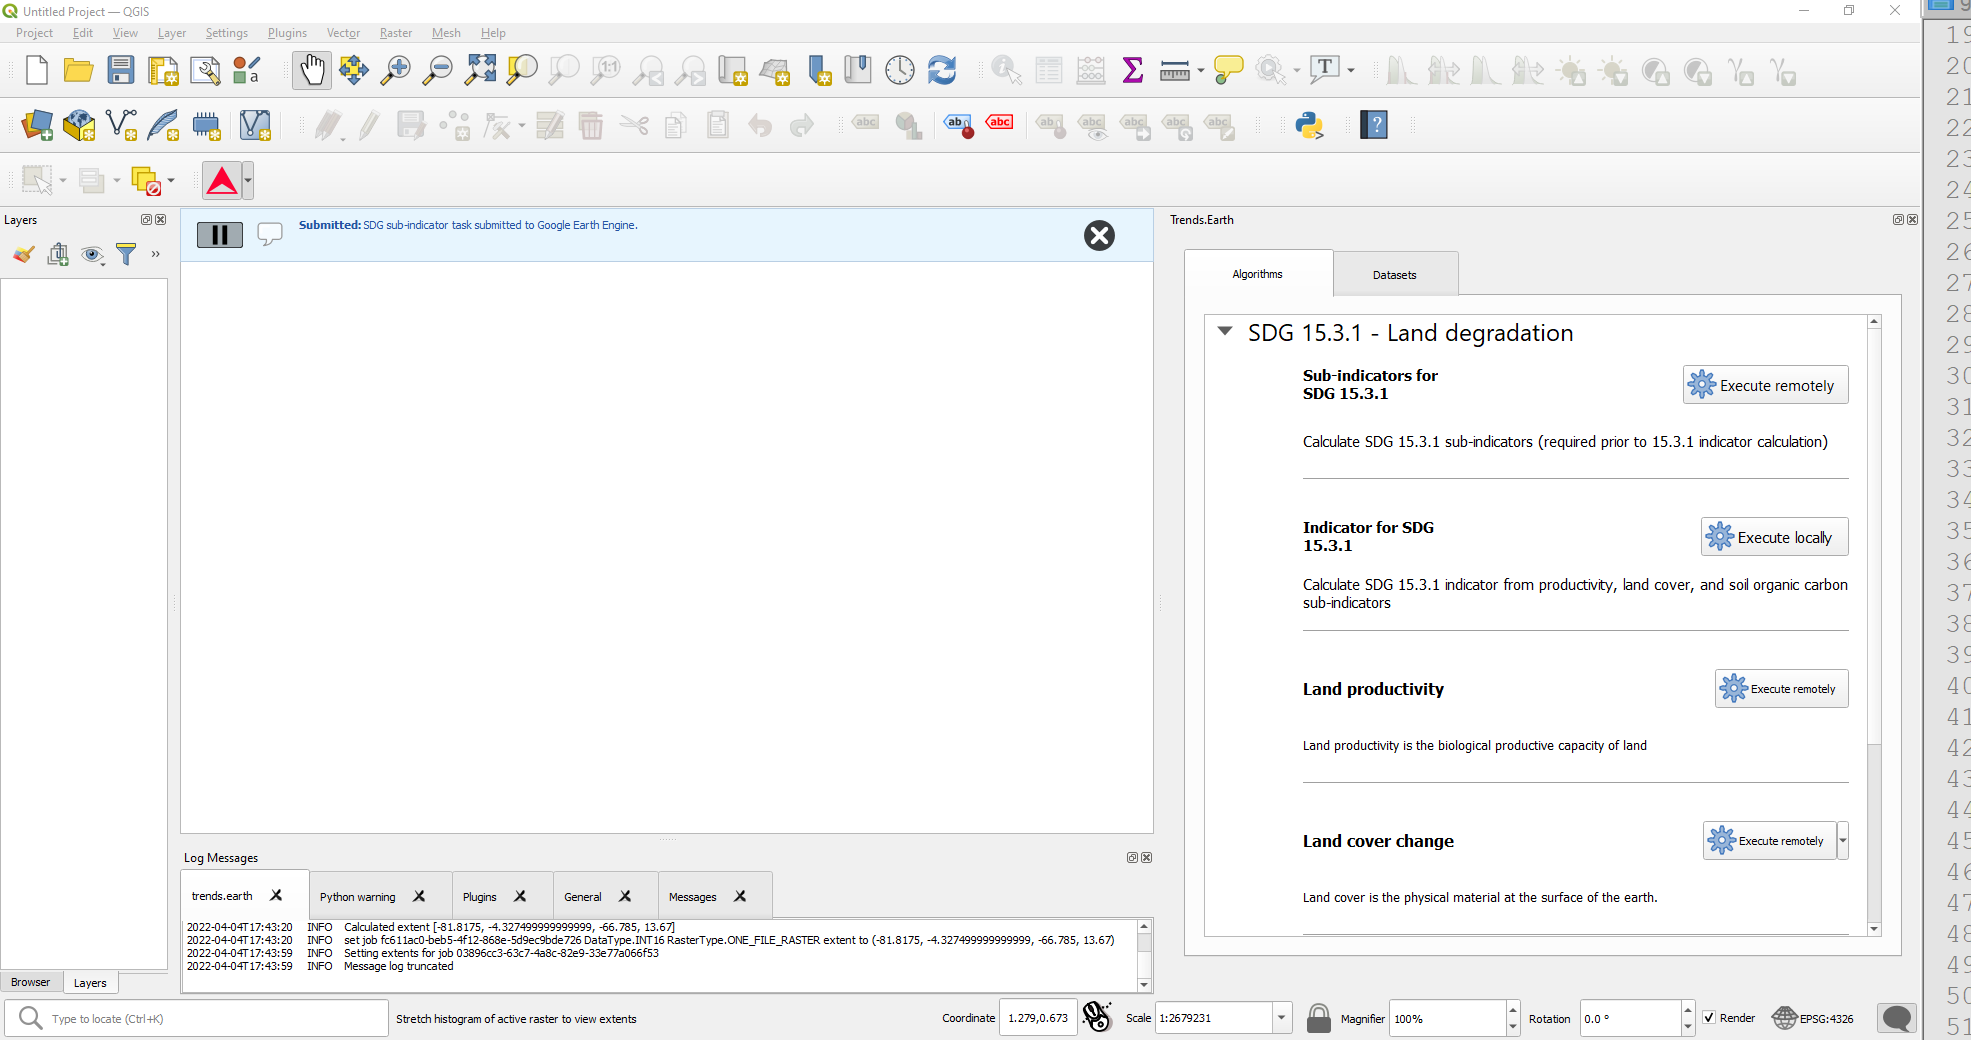 Untitled Project — QGIS
Project Edit View Layer Settings Plugins Vector Raster Mesh Help
Layers
Submitted: SDG sub-indicator task submitted to Google Earth Engine.
Trends.Earth
Algorithms
Datasets
SDG 15.3.1 - Land degradation
Sub-indicators for
SDG 15.3.1
Execute remotely
Calculate SDG 15.3.1 sub-indicators (required prior to 15.3.1 indicator calculation)
Indicator for SDG
15.3.1
Execute locally
Calculate SDG 15.3.1 indicator from productivity, land cover, and soil organic carbon
sub-indicators
Land productivity
Execute remotely
Land productivity is the biological productive capacity of land
Land cover change
Execute remotely
Land cover is the physical material at the surface of the earth.
Log Messages
trends.earth
Python warning
Plugins
General
Messages
2022-04-04T17:43:20 INFO Calculated extent [-81.8175, -4.327499999999999, -66.785, 13.67]
2022-04-04T17:43:20 INFO set job fc611ac0-beb5-4f12-868e-5d9ec9bde726 DataType.INT16 RasterType.ONE_FILE_RASTER extent to (-81.8175, -4.327499999999999, -66.785, 13.67)
2022-04-04T17:43:59 INFO Setting extents for job 03896cc3-63c7-4a8c-82e9-33e77a066f53
2022-04-04T17:43:59 INFO Message log truncated
Browser
Layers
Type to locate (Ctrl+K)
Stretch histogram of active raster to view extents
Coordinate 1.279,0.673
Scale 1:2679231
Magnifier 100%
Rotation 0.0 °
Render
EPSG:4326
20
21
22
23
24
25
26
27
28
29
30
31
32
33
34
35
36
37
38
39
40
41
42
43
44
45
46
47
48
49
50
51